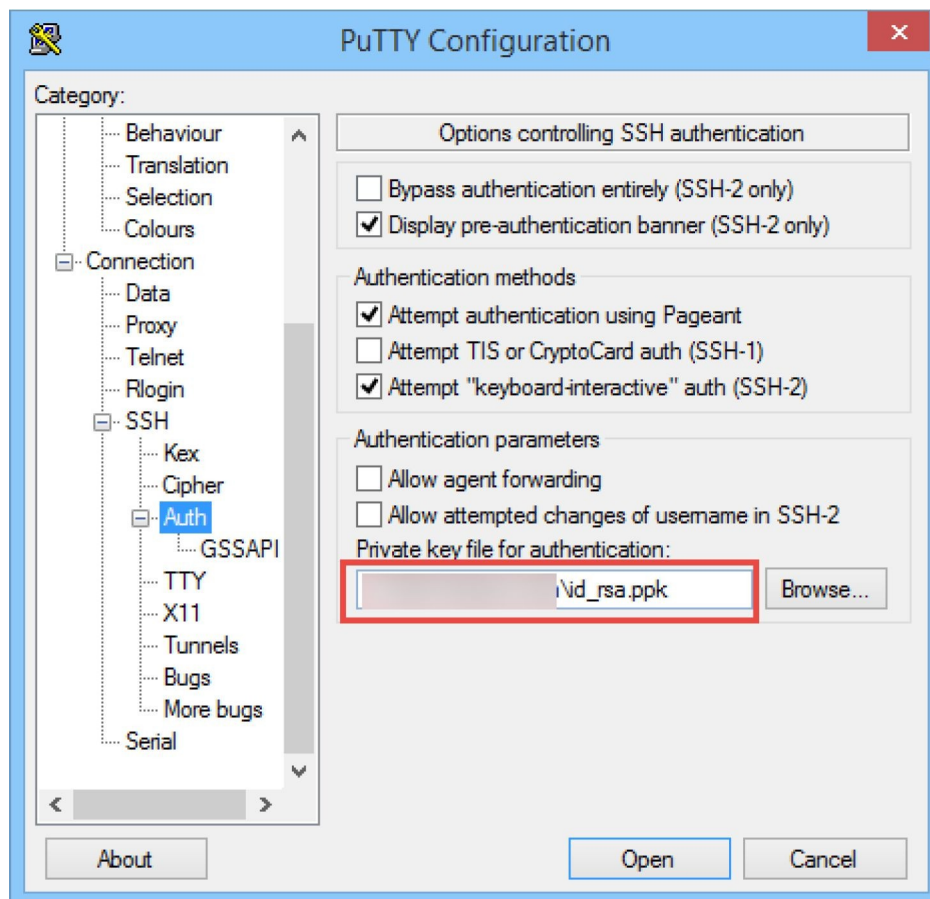 PuTTY Configuration
Category:
Behaviour
Translation
Selection
Colours
Connection
Data
Proxy
Telnet
Rlogin
SSH
Kex
Cipher
Auth
GSSAPI
TTY
X11
Tunnels
Bugs
More bugs
Serial
Options controlling SSH authentication
Bypass authentication entirely (SSH-2 only)
Display pre-authentication banner (SSH-2 only)
Authentication methods
Attempt authentication using Pageant
Attempt TIS or CryptoCard auth (SSH-1)
Attempt "keyboard-interactive" auth (SSH-2)
Authentication parameters
Allow agent forwarding
Allow attempted changes of username in SSH-2
Private key file for authentication:
\id_rsa.ppk
Browse...
About
Open
Cancel